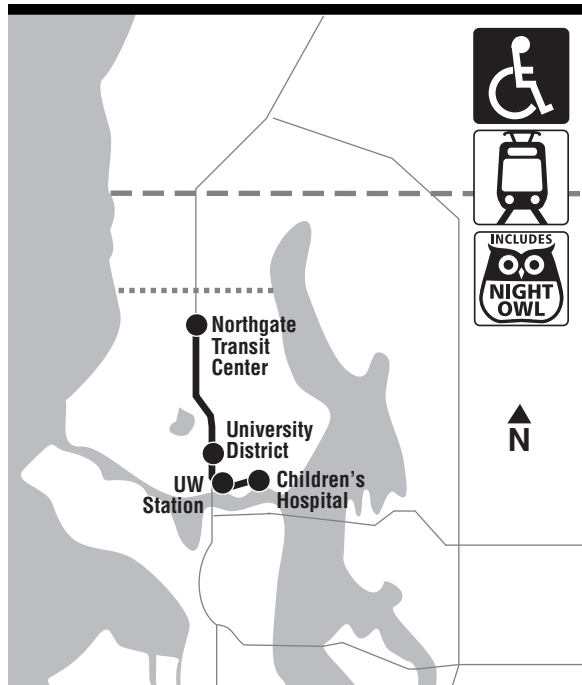 INCLUDES
NIGHT
OWL
Northgate
Transit
Center
N
University
District
UW
Station
Children's
Hospital